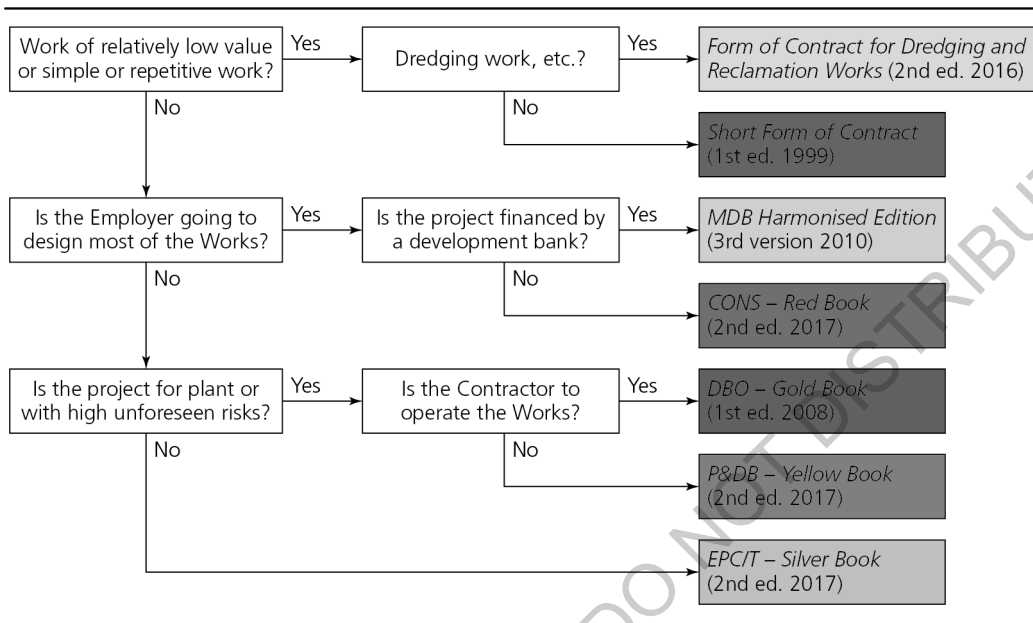 Work of relatively low value
or simple or repetitive work?
Yes
Dredging work, etc.?
Yes
Form of Contract for Dredging and
Reclamation Works (2nd ed. 2016)
No
No
Short Form of Contract
(1st ed. 1999)
Is the Employer going to
design most of the Works?
Yes
Is the project financed by
a development bank?
Yes
MDB Harmonised Edition
(3rd version 2010)
No
No
CONS – Red Book
(2nd ed. 2017)
Is the project for plant or
with high unforeseen risks?
Yes
Is the Contractor to
operate the Works?
Yes
DBO – Gold Book
(1st ed. 2008)
No
No
P&DB – Yellow Book
(2nd ed. 2017)
EPC/T – Silver Book
(2nd ed. 2017)
DO NOT DISTRIBUT